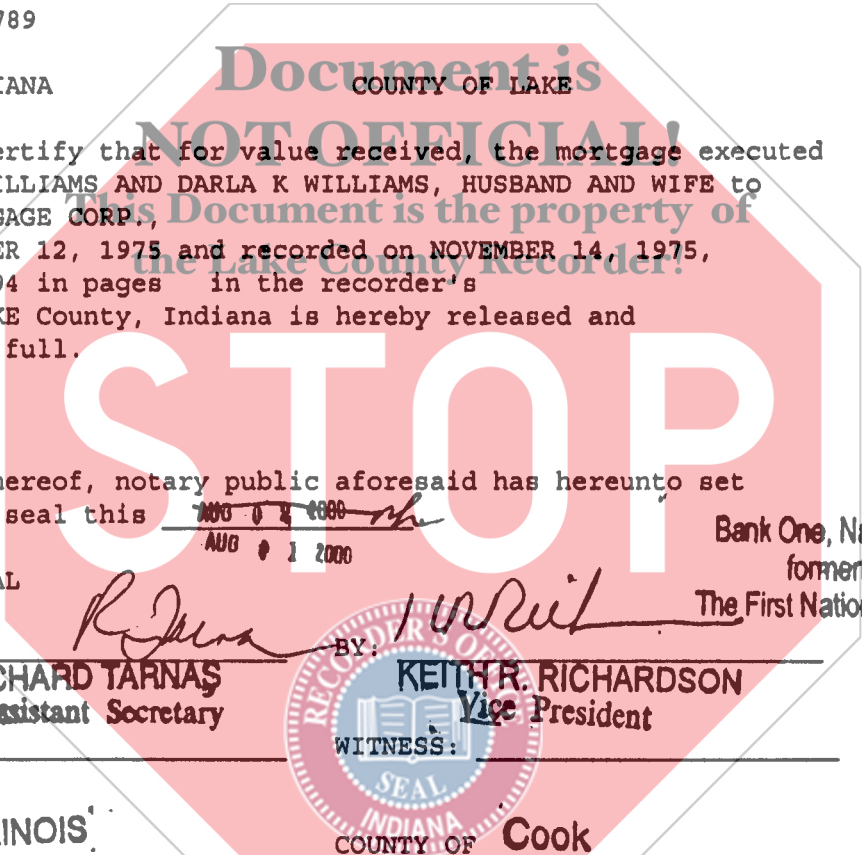 789
IANA COUNTY OF LAKE
Document is
NOT OFFICIAL!
ertify that for value received, the mortgage executed
ILLIAMS AND DARLA K WILLIAMS, HUSBAND AND WIFE to
This Document is the property of
GAGE CORP.,
ER 12, 1975 and recorded on NOVEMBER 14, 1975,
the Lake County Recorder!
94 in pages in the recorder's
KE County, Indiana is hereby released and
full.
STOP
hereof, notary public aforesaid has hereunto set
seal this
AUG 0 1 2000
Bank One, Na
AL former
The First Nation
BY:
CHARD TARNAS KEITH R. RICHARDSON
ssistant Secretary Vice President
WITNESS:
RECORDER'S OFFICE
SEAL
INDIANA
INOIS COUNTY OF Cook